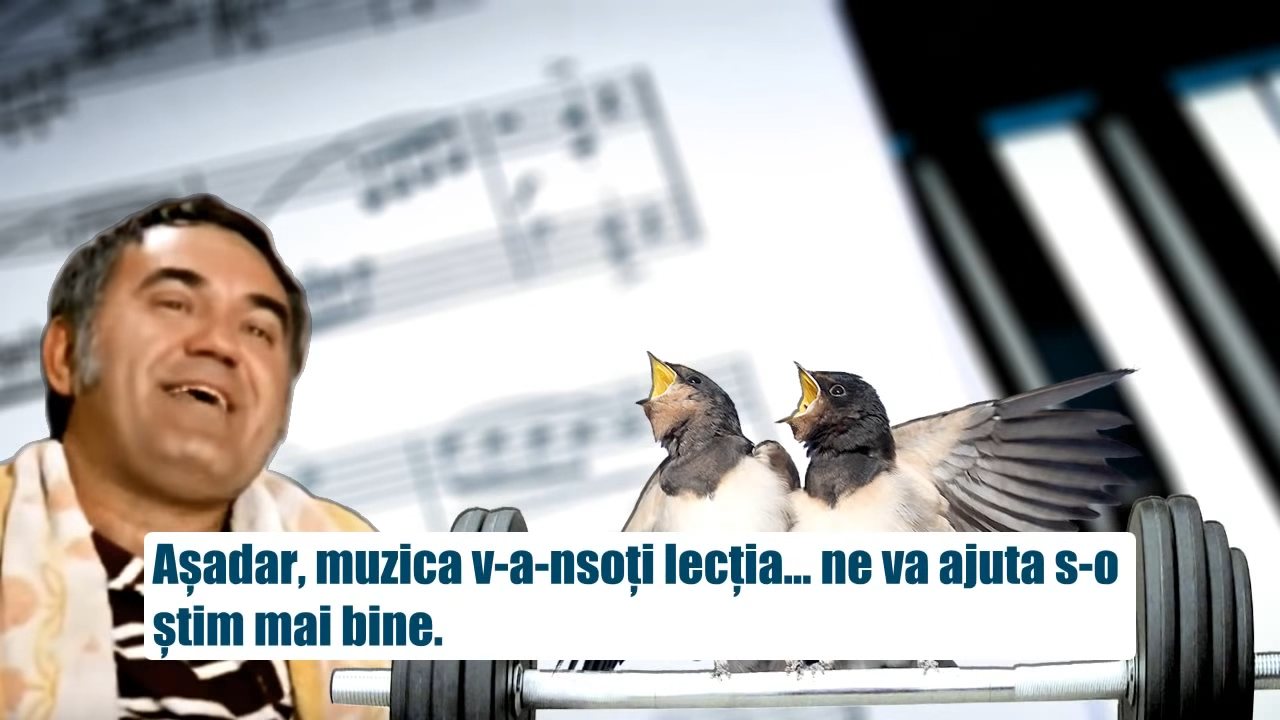 Așadar, muzica v-a-nsoți lecția... ne va ajuta s-o
știm mai bine.